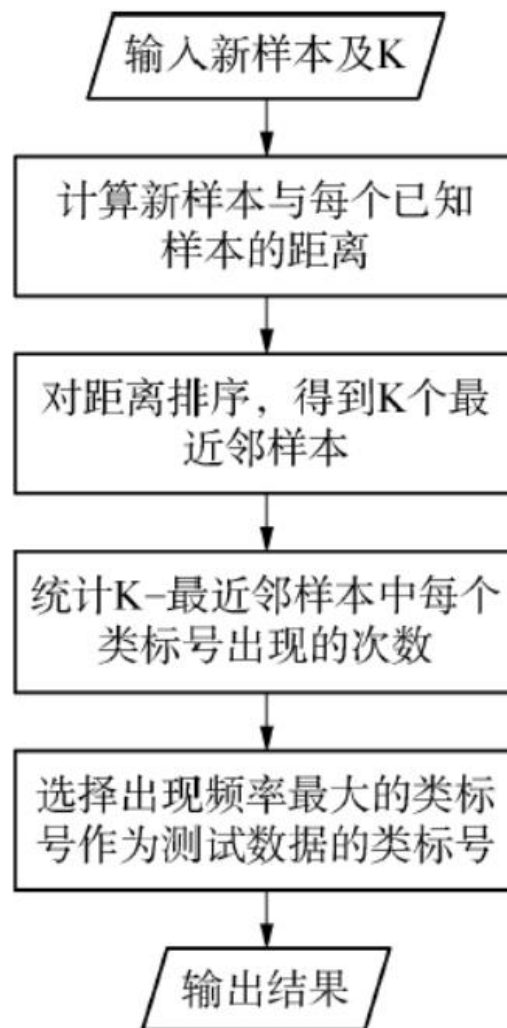 输入新样本及K
计算新样本与每个已知
样本的距离
对距离排序，得到K个最
近邻样本
统计K-最近邻样本中每个
类标号出现的次数
选择出现频率最大的类标
号作为测试数据的类标号
输出结果